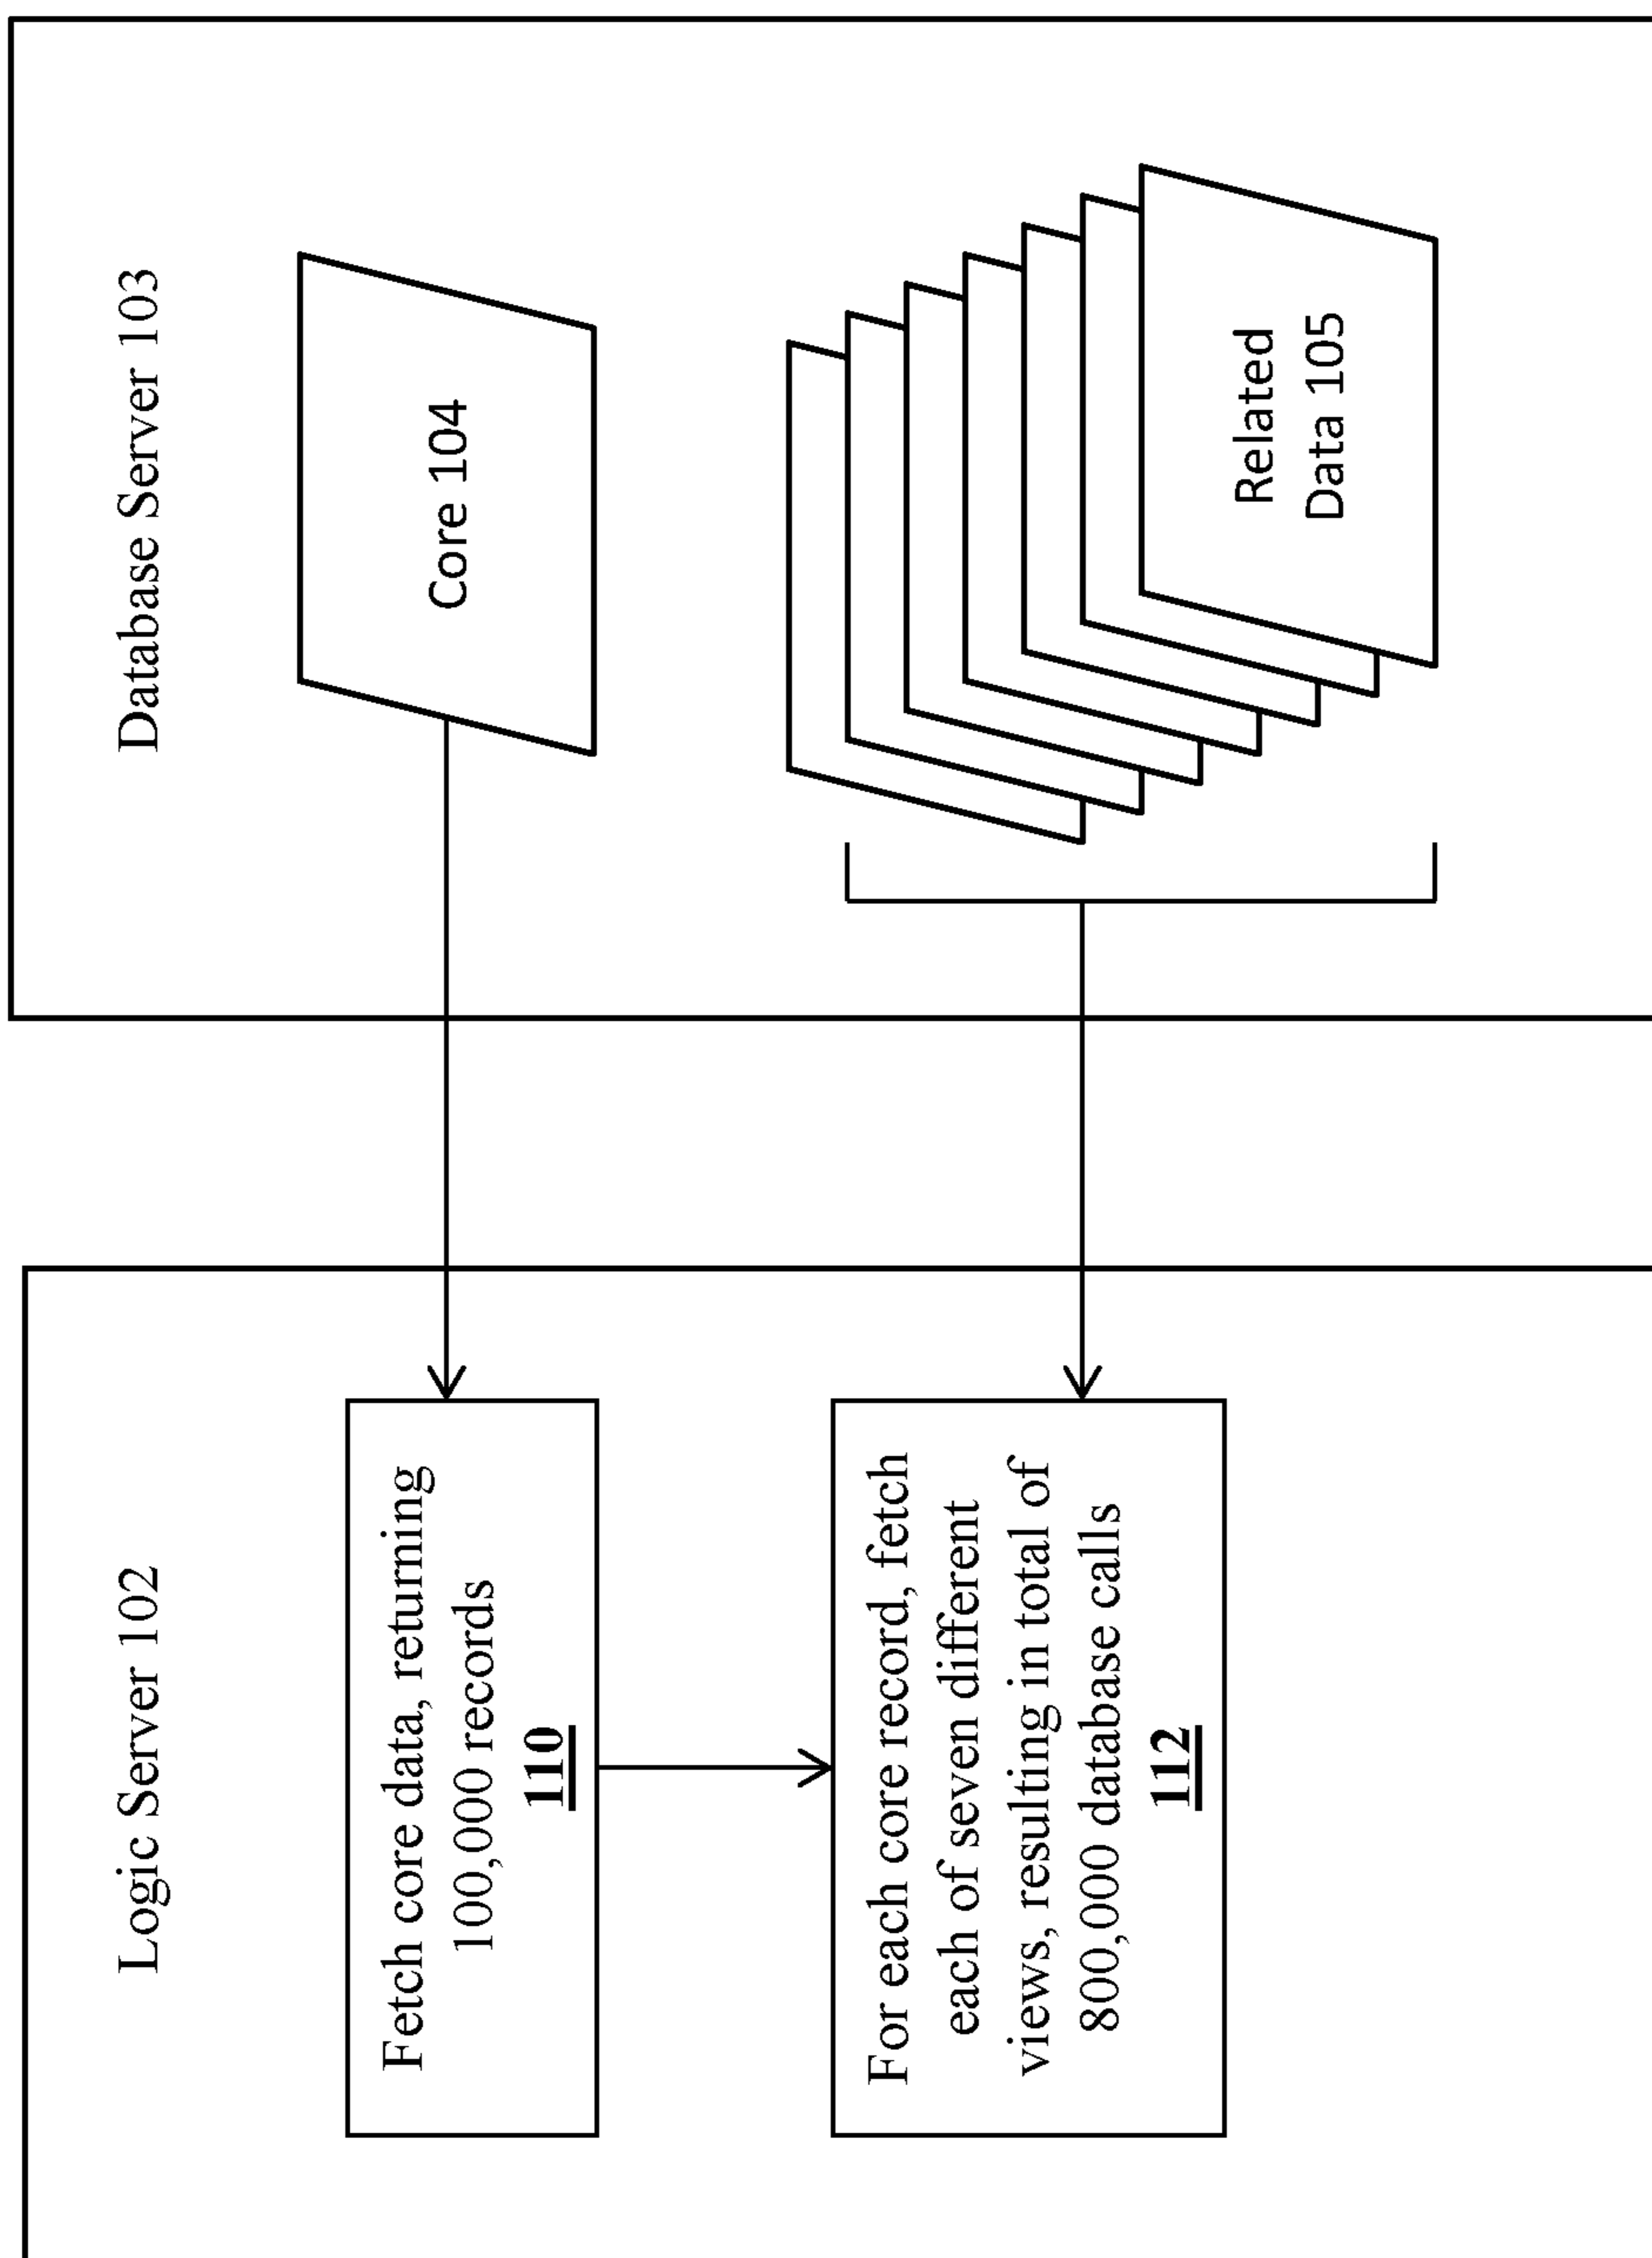 Logic Server 102
Fetch core data, returning
100,000 records
110
For each core record, fetch
each of seven different
views, resulting in total of
800,000 database calls
112
Database Server 103
Core 104
Related
Data 105